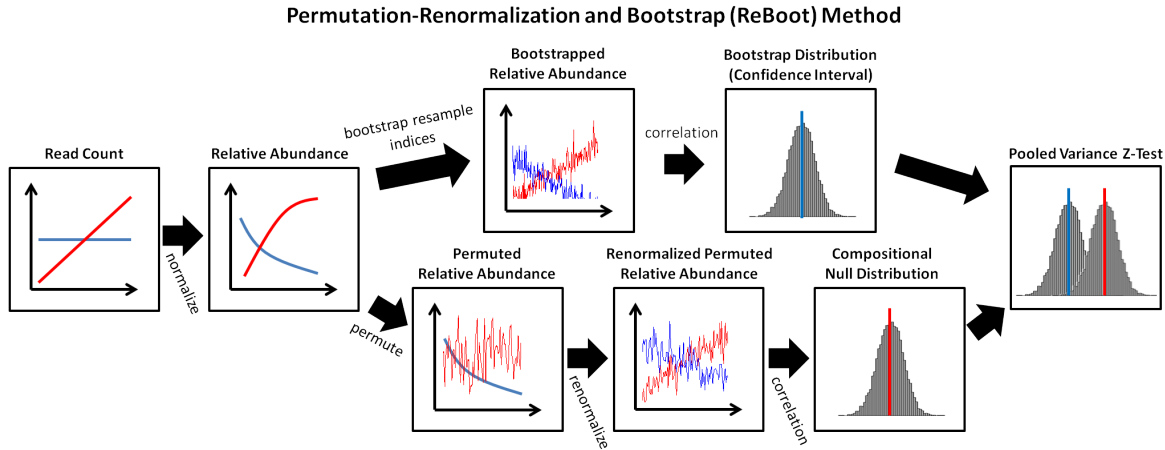 Permutation-Renormalization and Bootstrap (ReBoot) Method
Read Count
normalize
Relative Abundance
bootstrap resample
indices
Bootstrapped
Relative Abundance
correlation
Bootstrap Distribution
(Confidence Interval)
permute
Permuted
Relative Abundance
renormalize
Renormalized Permuted
Relative Abundance
correlation
Compositional
Null Distribution
Pooled Variance Z-Test